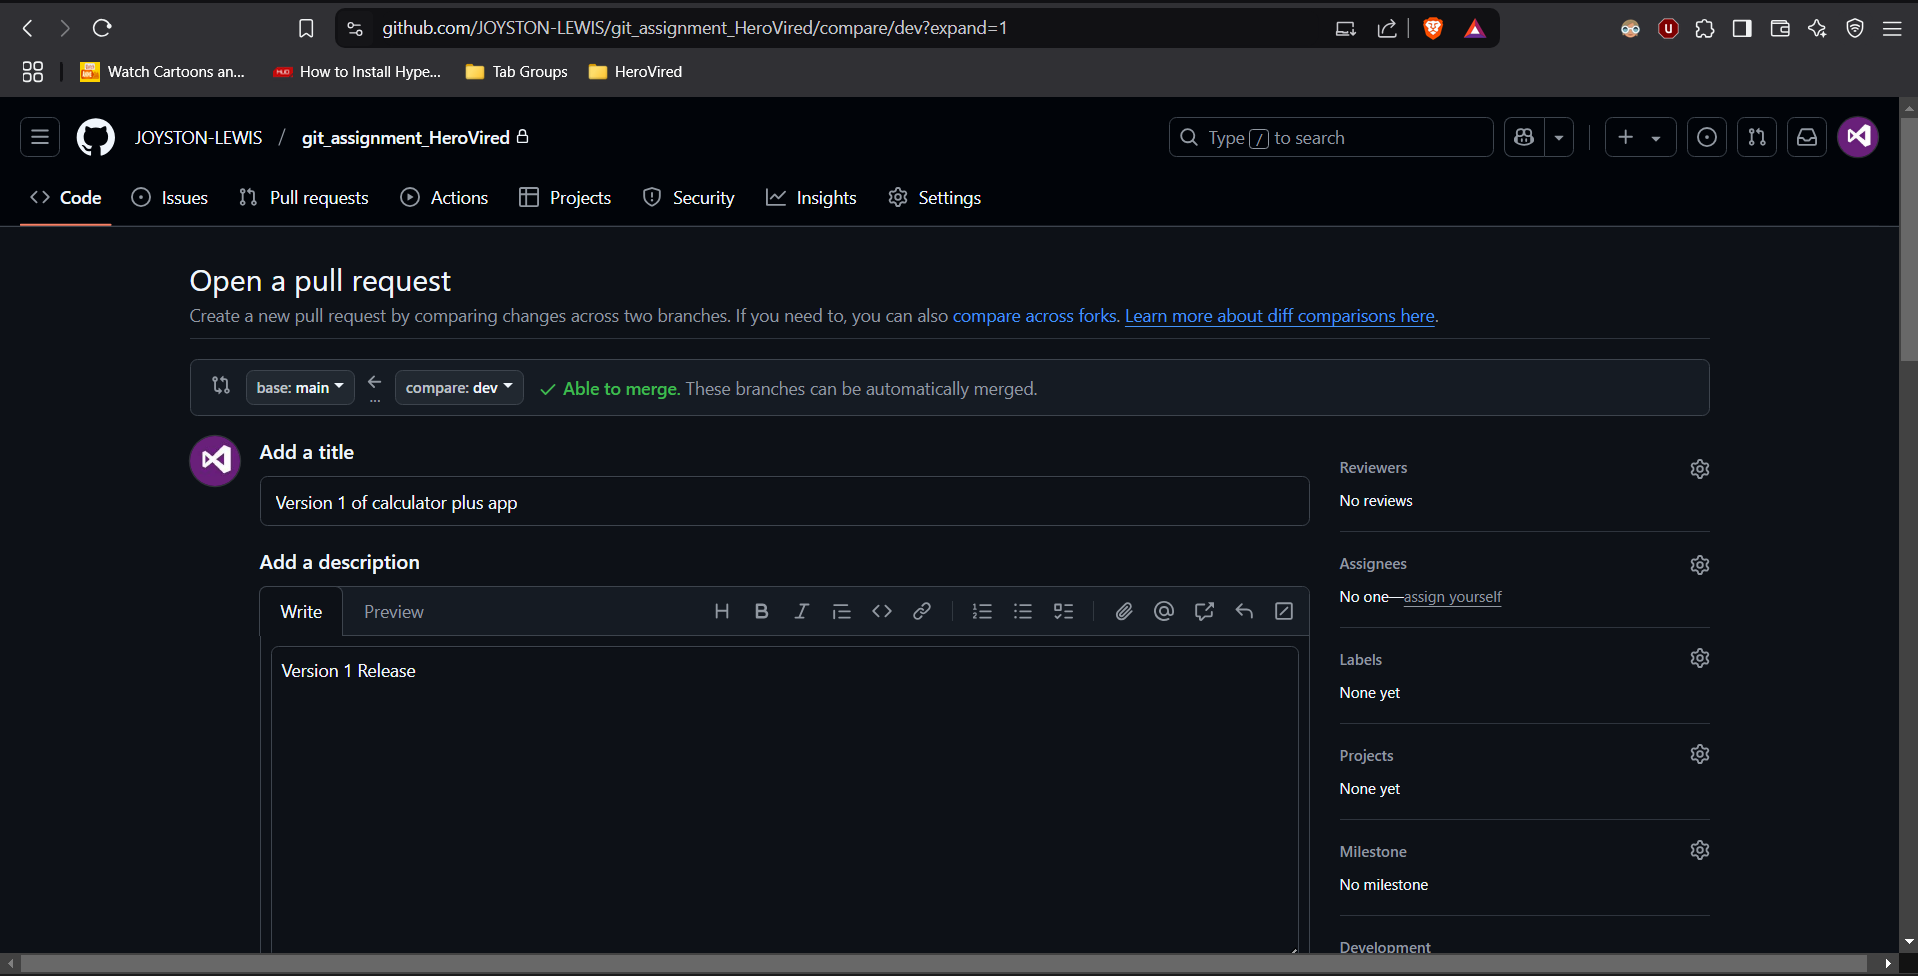 github.com/JOYSTON-LEWIS/git_assignment_HeroVired/compare/dev?expand=1
Watch Cartoons an...
How to Install Hype...
Tab Groups
HeroVired
JOYSTON-LEWIS / git_assignment_HeroVired
Type / to search
Code
Issues
Pull requests
Actions
Projects
Security
Insights
Settings
Open a pull request
Create a new pull request by comparing changes across two branches. If you need to, you can also compare across forks. Learn more about diff comparisons here.
base: main
...
compare: dev
Able to merge. These branches can be automatically merged.
Add a title
Version 1 of calculator plus app
Add a description
Write
Preview
Version 1 Release
Reviewers
No reviews
Assignees
No one—assign yourself
Labels
None yet
Projects
None yet
Milestone
No milestone
Development